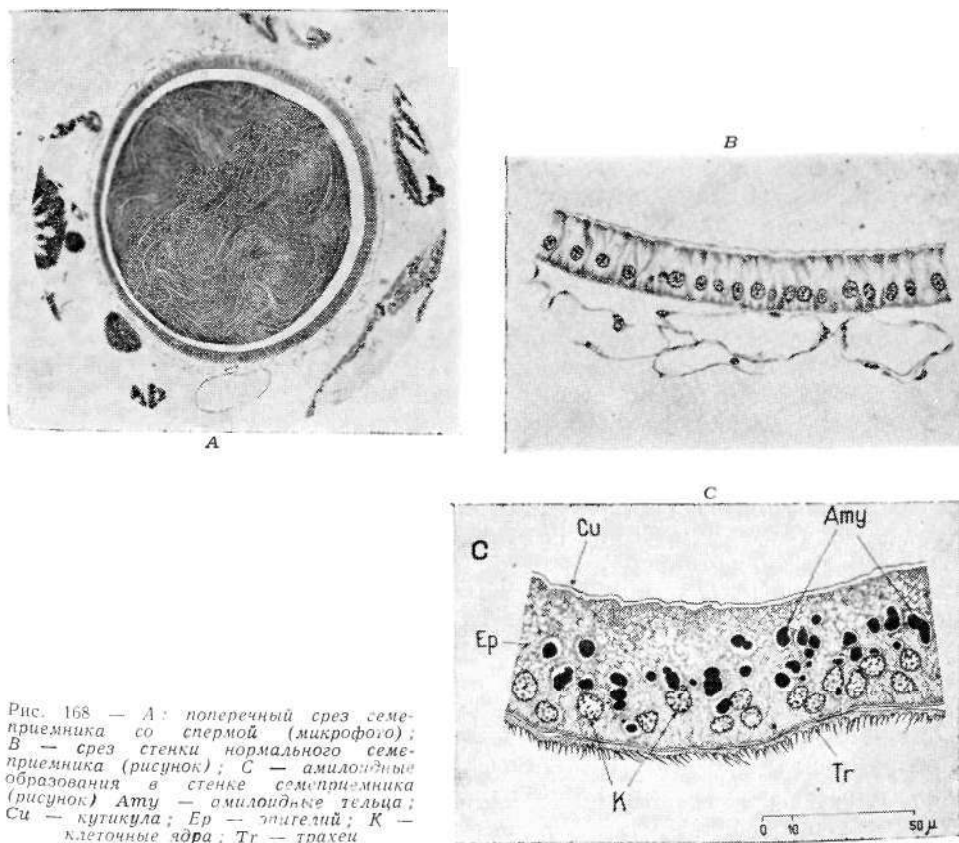 A
B
C
C
Cu
Amy
Ep
K
Tr
0 10 50 μ
Рис. 168 — А: поперечный срез семе-
приемника со спермой (микрофото);
В — срез стенки нормального семе-
приемника (рисунок); С — амилоидные
образования в стенке семеприемника
(рисунок) Amy — амилоидные тельца;
Cu — кутикула; Ep — эпителий; K —
клеточные ядра; Tr — трахеи